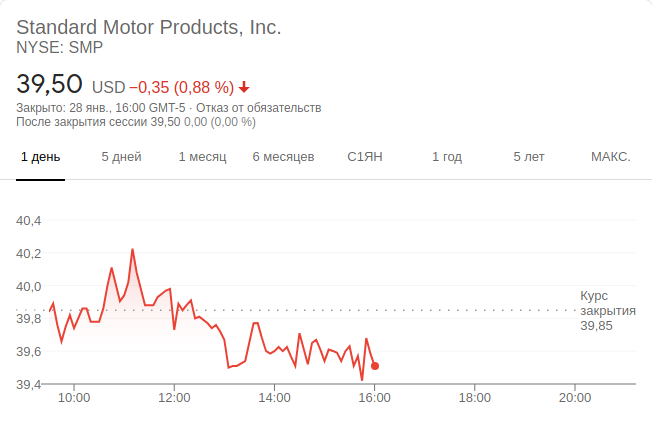 Standard Motor Products, Inc.
NYSE: SMP
39,50 USD −0,35 (0,88 %)
Закрыто: 28 янв., 16:00 GMT-5 · Отказ от обязательств
После закрытия сессии 39,50 0,00 (0,00 %)
1 день 5 дней 1 месяц 6 месяцев С1ЯН 1 год 5 лет МАКС.
40,4
40,2
40,0
39,8
39,6
39,4
Курс
закрытия
39,85
10:00 12:00 14:00 16:00 18:00 20:00